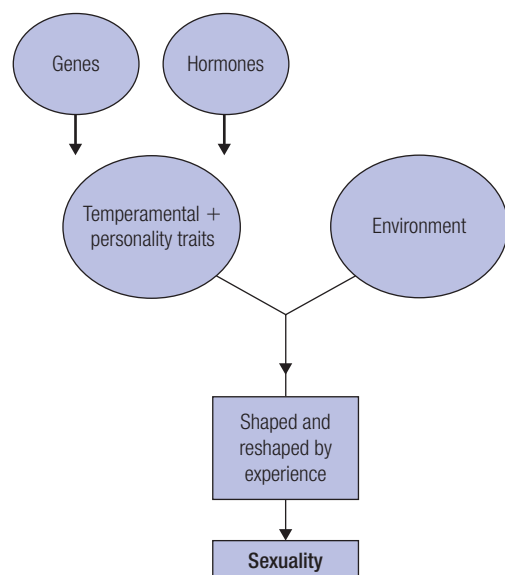 Genes
Hormones
Temperamental +
personality traits
Environment
Shaped and
reshaped by
experience
Sexuality